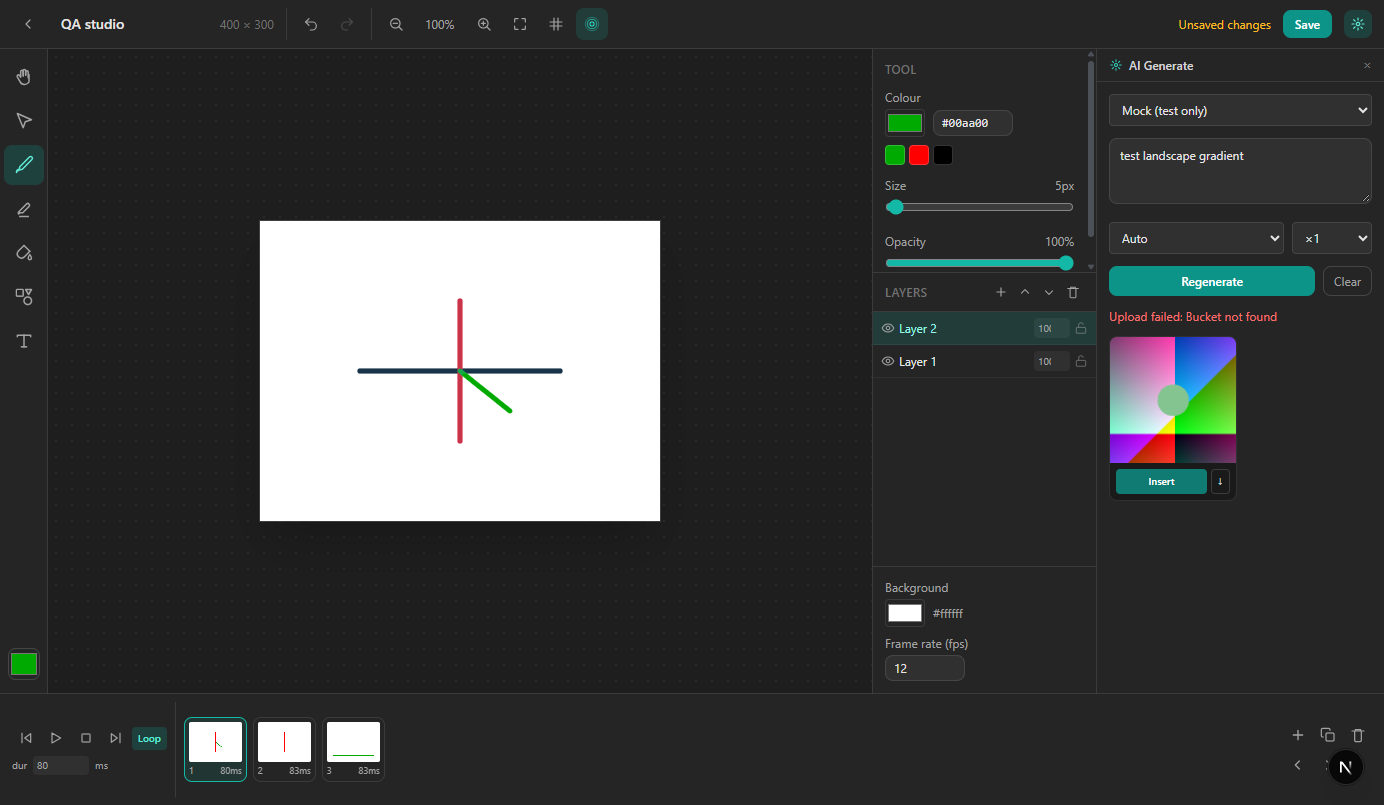 QA studio
400 × 300
100%
Unsaved changes
Save
TOOL
Colour
#00aa00
Size
5px
Opacity
100%
LAYERS
Layer 2
Layer 1
Background
#ffffff
Frame rate (fps)
12
AI Generate
×
Mock (test only)
test landscape gradient
Auto
×1
Regenerate
Clear
Upload failed: Bucket not found
Insert
↓
Loop
dur
80
ms
1
80ms
2
83ms
3
83ms
N